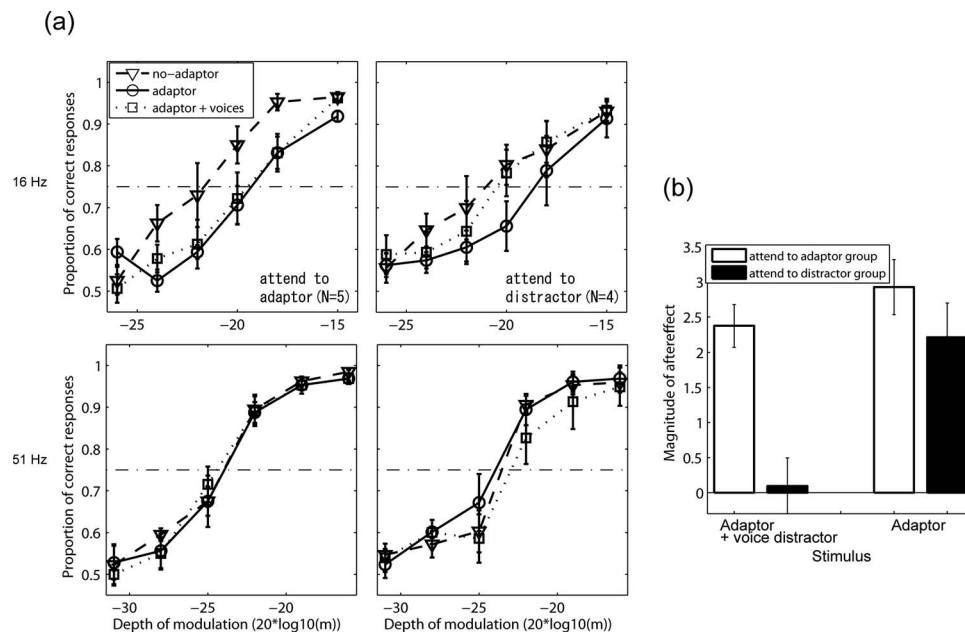 (a)
no-adaptor
adaptor
adaptor + voices
16 Hz
Proportion of correct responses
1
0.9
0.8
0.7
0.6
0.5
attend to
adaptor(N=5)
attend to
distractor(N=4)
−25 −20 −15
−25 −20 −15
51 Hz
Proportion of correct responses
1
0.9
0.8
0.7
0.6
0.5
−30 −25 −20
−30 −25 −20
Depth of modulation (20*log10(m))
Depth of modulation (20*log10(m))
(b)
attend to adaptor group
attend to distractor group
Magnitude of aftereffect
3.5
3
2.5
2
1.5
1
0.5
0
Adaptor
+ voice distractor
Adaptor
Stimulus